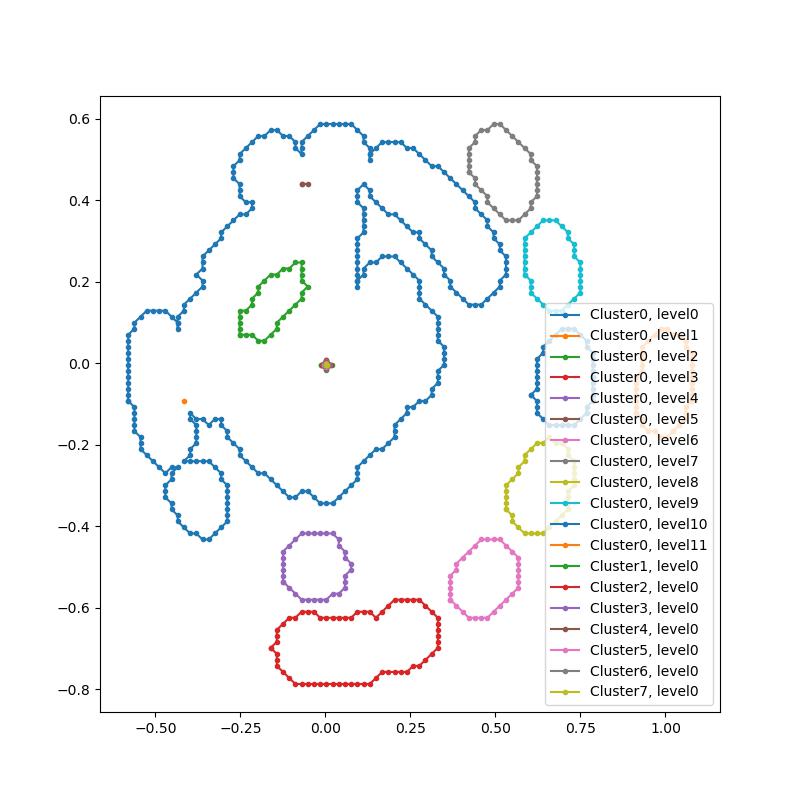 0.6
0.4
0.2
0.0
−0.2
−0.4
−0.6
−0.8
−0.50 −0.25 0.00 0.25 0.50 0.75 1.00
Cluster0, level0
Cluster0, level1
Cluster0, level2
Cluster0, level3
Cluster0, level4
Cluster0, level5
Cluster0, level6
Cluster0, level7
Cluster0, level8
Cluster0, level9
Cluster0, level10
Cluster0, level11
Cluster1, level0
Cluster2, level0
Cluster3, level0
Cluster4, level0
Cluster5, level0
Cluster6, level0
Cluster7, level0